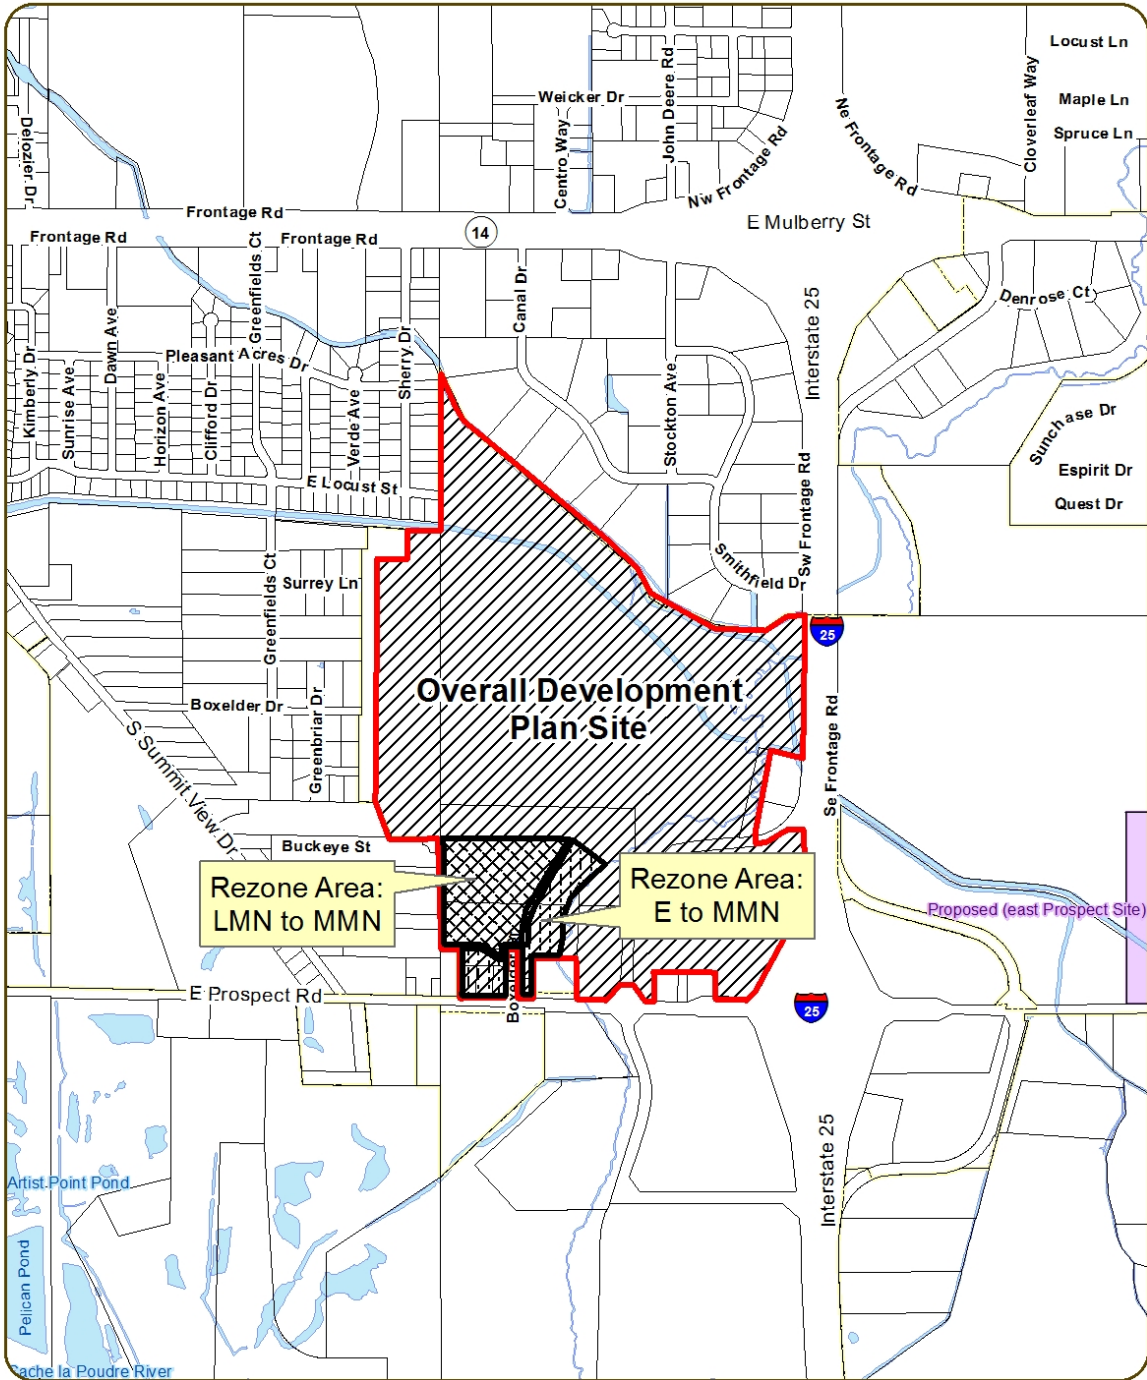 Locust Ln
Weicker Dr
Maple Ln
Spruce Ln
Delozier Dr
Centro Way
John Deere Rd
Nw Frontage Rd
Ne Frontage Rd
Cloverleaf Way
Frontage Rd
E Mulberry St
14
Frontage Rd
Greenfields Ct
Frontage Rd
Canal Dr
Interstate 25
Denrose Ct
Kimberly Dr
Sunrise Ave
Dawn Ave
Pleasant Acres Dr
Horizon Ave
Clifford Dr
Verde Ave
Sherry Dr
Stockton Ave
Sunchase Dr
Espirit Dr
Quest Dr
E Locust St
Sw Frontage Rd
Smithfield Dr
Greenfields Ct
Surrey Ln
25
Boxelder Dr
Greenbriar Dr
Overall Development
Plan Site
S Summit View Dr
Se Frontage Rd
Buckeye St
Rezone Area:
LMN to MMN
Rezone Area:
E to MMN
Proposed (east Prospect Site)
E Prospect Rd
25
Interstate 25
Artist Point Pond
Pelican Pond